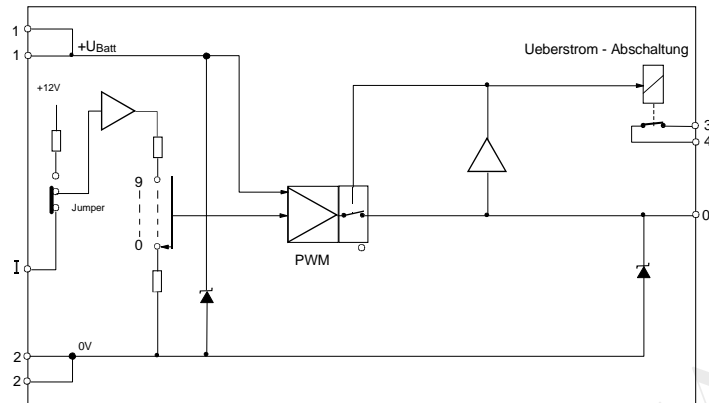 1
1
+UBatt
Ueberstrom - Abschaltung
+12V
3
4
9
Jumper
0
0
I
PWM
0V
2
2